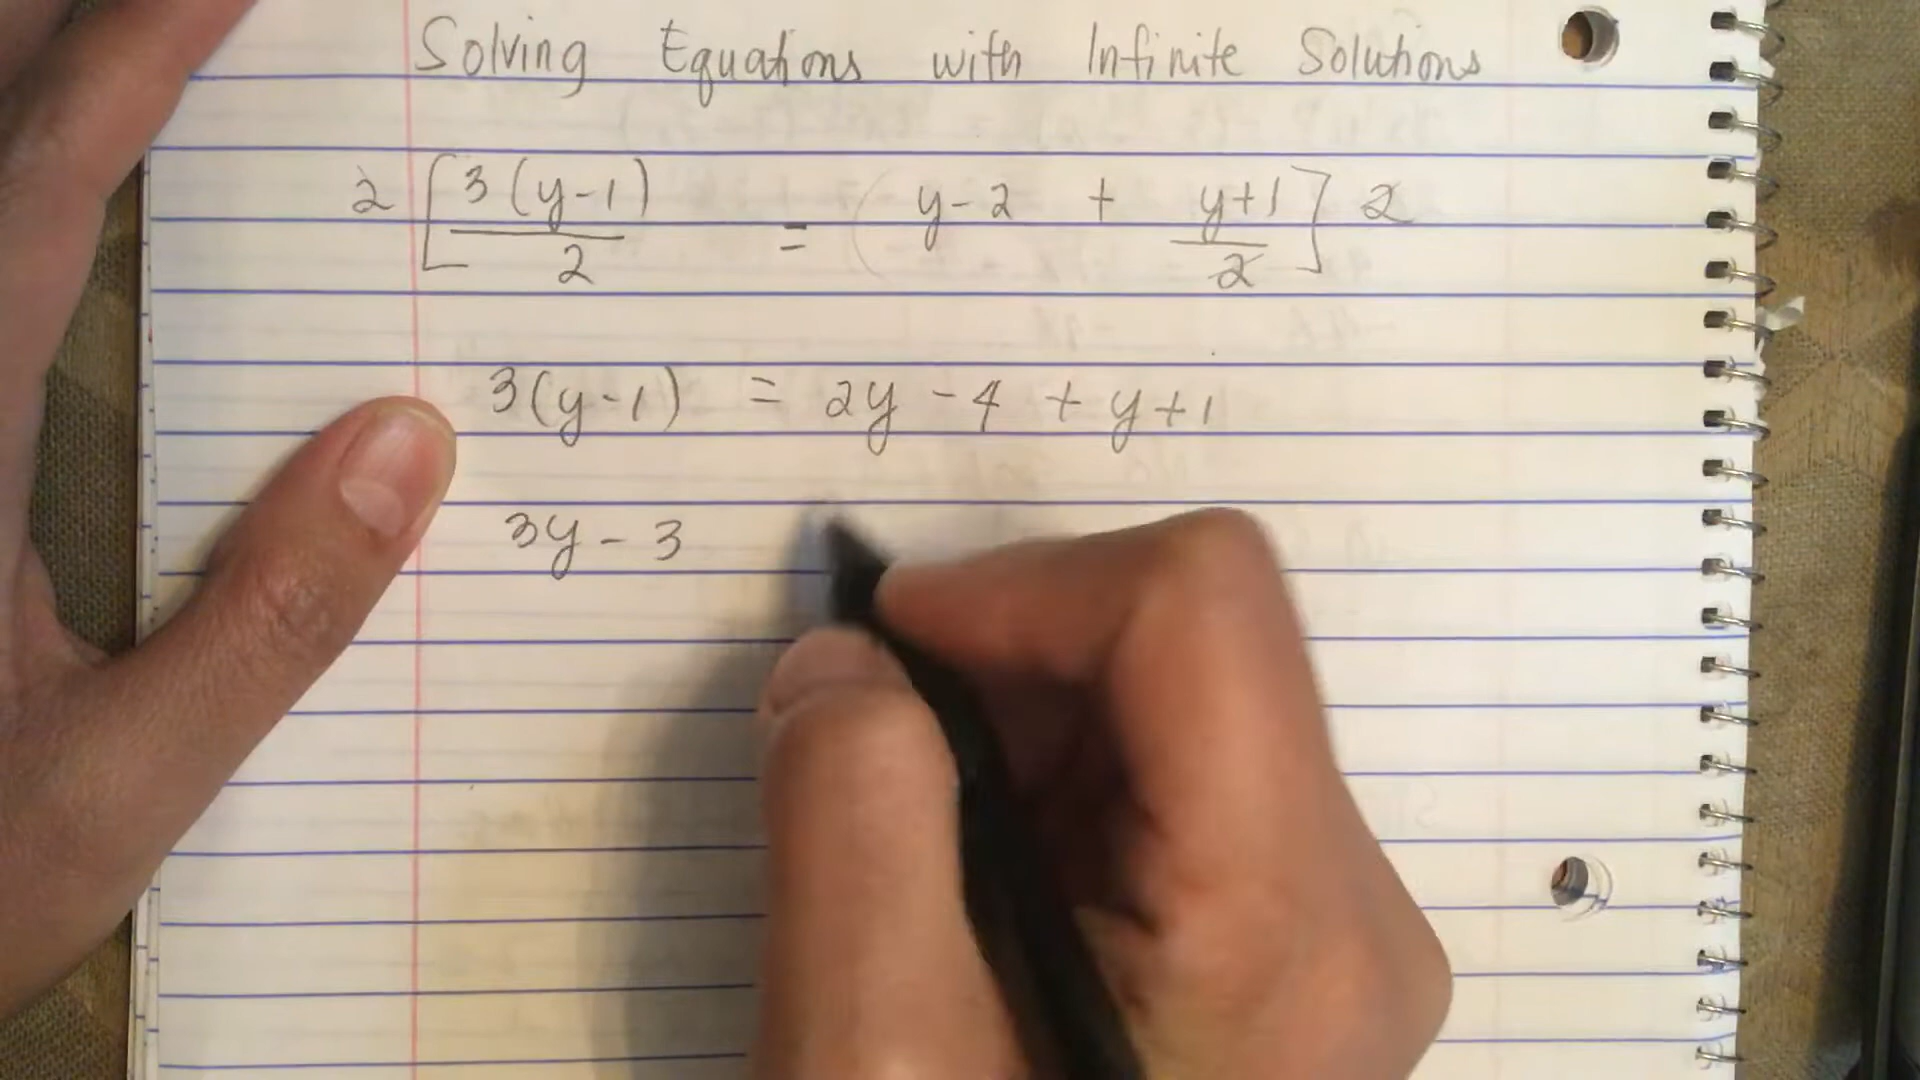 Solving Equations with Infinite Solutions
2 [ 3(y-1) / 2 = ( y-2 + y+1 / 2 ] 2
3(y-1) = 2y - 4 + y+1
3y - 3